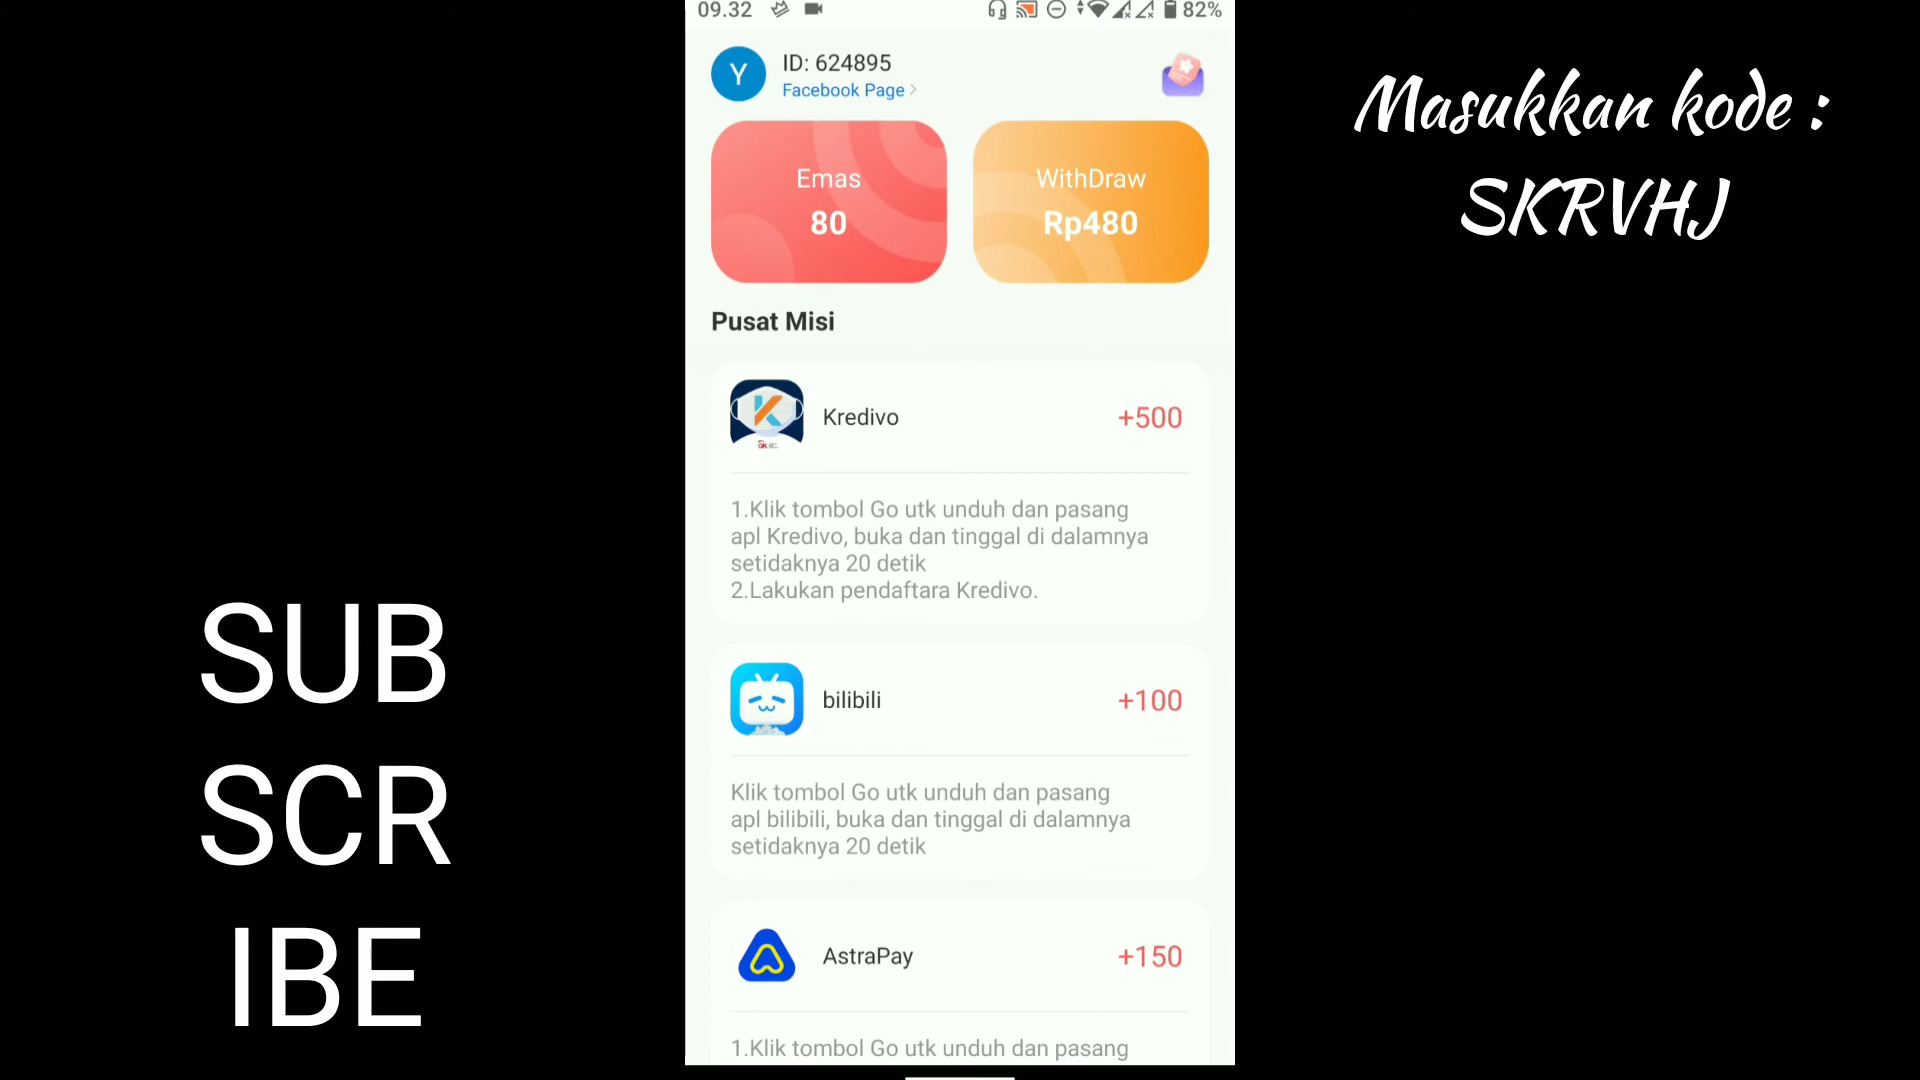 09.32
82%
Y
ID: 624895
Facebook Page >
Emas
80
WithDraw
Rp480
Pusat Misi
Kredivo
+500
1.Klik tombol Go utk unduh dan pasang
apl Kredivo, buka dan tinggal di dalamnya
setidaknya 20 detik
2.Lakukan pendaftara Kredivo.
bilibili
+100
Klik tombol Go utk unduh dan pasang
apl bilibili, buka dan tinggal di dalamnya
setidaknya 20 detik
AstraPay
+150
1.Klik tombol Go utk unduh dan pasang
Masukkan kode :
SKRVHJ
SUB
SCR
IBE